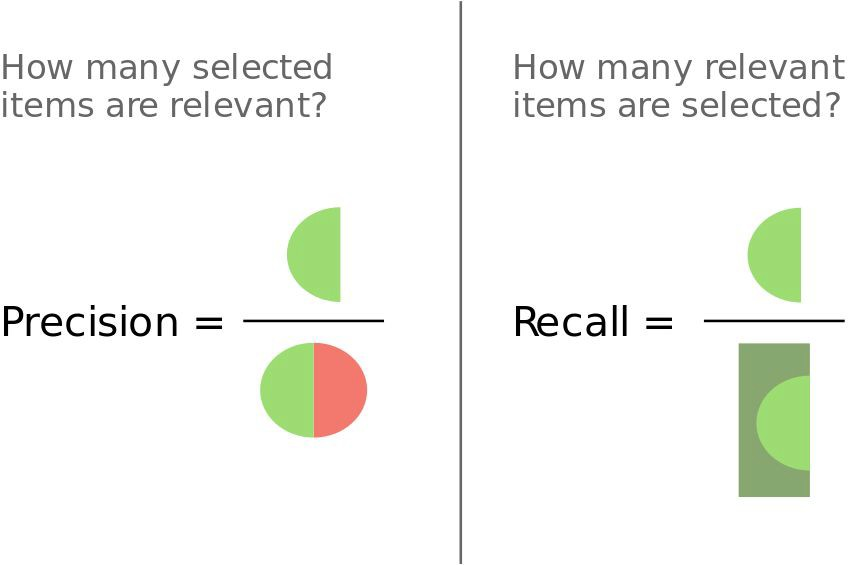 How many selected
items are relevant?
Precision =
How many relevant
items are selected?
Recall =